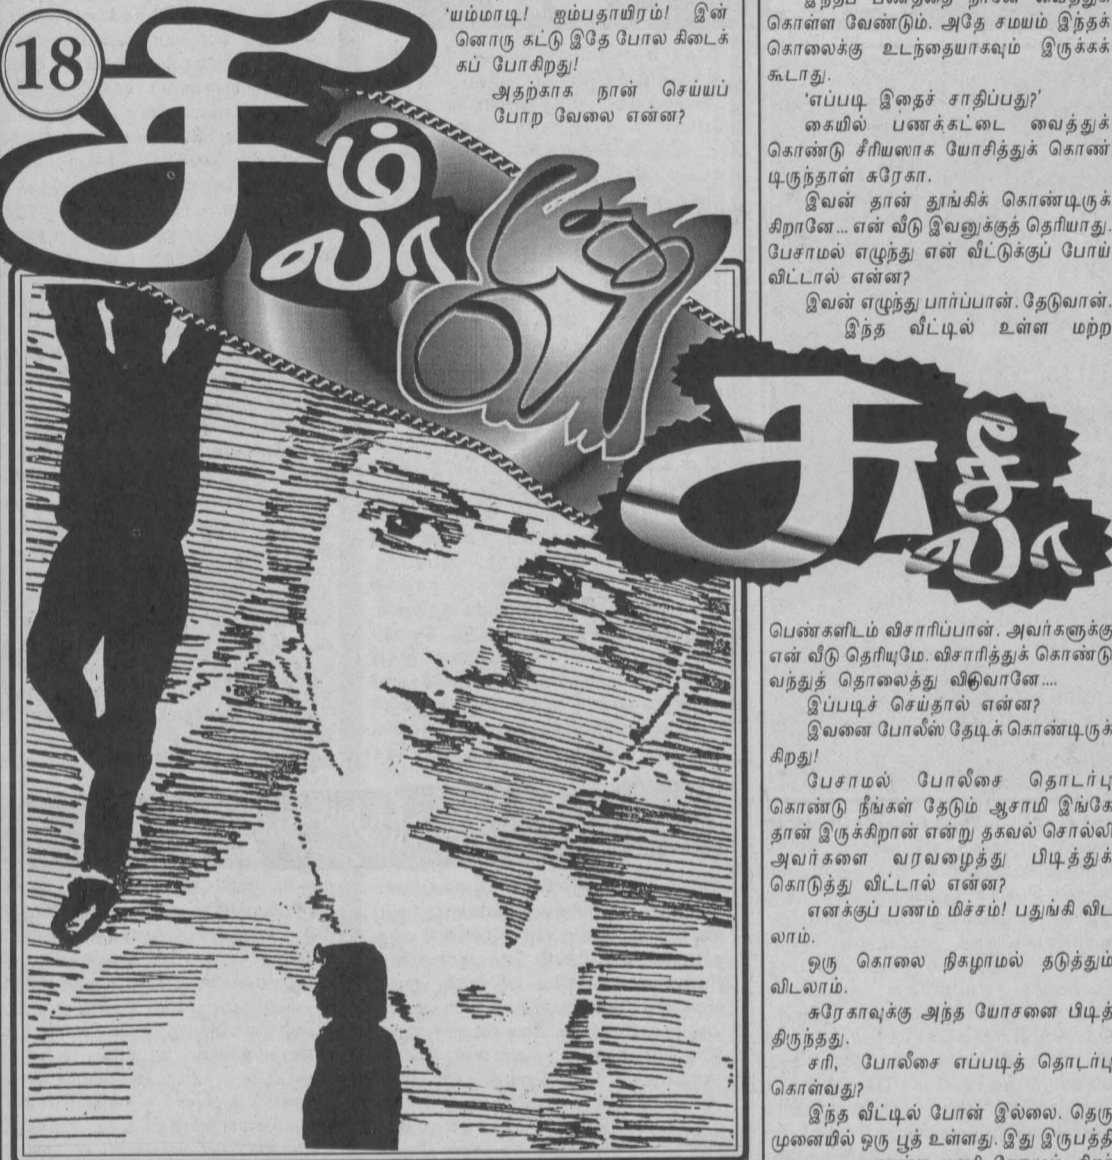 18
சிம்லா
ஸ்பெஷல்
சுசீலா
'யம்மாடி! ஐம்பதாயிரம்! இன்
னொரு கட்டு இதே போல கிடைக்
கப் போகிறது!
அதற்காக நான் செய்யப்
போற வேலை என்ன?
கொள்ள வேண்டும். அதே சமயம் இந்தக்
கொலைக்கு உடந்தையாகவும் இருக்கக்
கூடாது.
'எப்படி இதைச் சாதிப்பது?'
கையில் பணக்கட்டை வைத்துக்
கொண்டு சீரியஸாக யோசித்துக் கொண்
டிருந்தாள் சுரேகா.
இவன் தான் தூங்கிக் கொண்டிருக்
கிறானே... என் வீடு இவனுக்குத் தெரியாது.
பேசாமல் எழுந்து என் வீட்டுக்குப் போய்
விட்டால் என்ன?
இவன் எழுந்து பார்ப்பான். தேடுவான்.
இந்த வீட்டில் உள்ள மற்ற
பெண்களிடம் விசாரிப்பான். அவர்களுக்கு
என் வீடு தெரியுமே. விசாரித்துக் கொண்டு
வந்துத் தொலைத்து விடுவானே....
இப்படிச் செய்தால் என்ன?
இவனை போலீஸ் தேடிக் கொண்டிருக்
கிறது!
பேசாமல் போலீசை தொடர்பு
கொண்டு நீங்கள் தேடும் ஆசாமி இங்கே
தான் இருக்கிறான் என்று தகவல் சொல்லி
அவர்களை வரவழைத்து பிடித்துக்
கொடுத்து விட்டால் என்ன?
எனக்குப் பணம் மிச்சம்! பதுங்கி விட
லாம்.
ஒரு கொலை நிகழாமல் தடுத்தும்
விடலாம்.
சுரேகாவுக்கு அந்த யோசனை பிடித்
திருந்தது.
சரி, போலீசை எப்படித் தொடர்பு
கொள்வது?
இந்த வீட்டில் போன் இல்லை. தெரு
முனையில் ஒரு பூத் உள்ளது. இது இருபத்தி